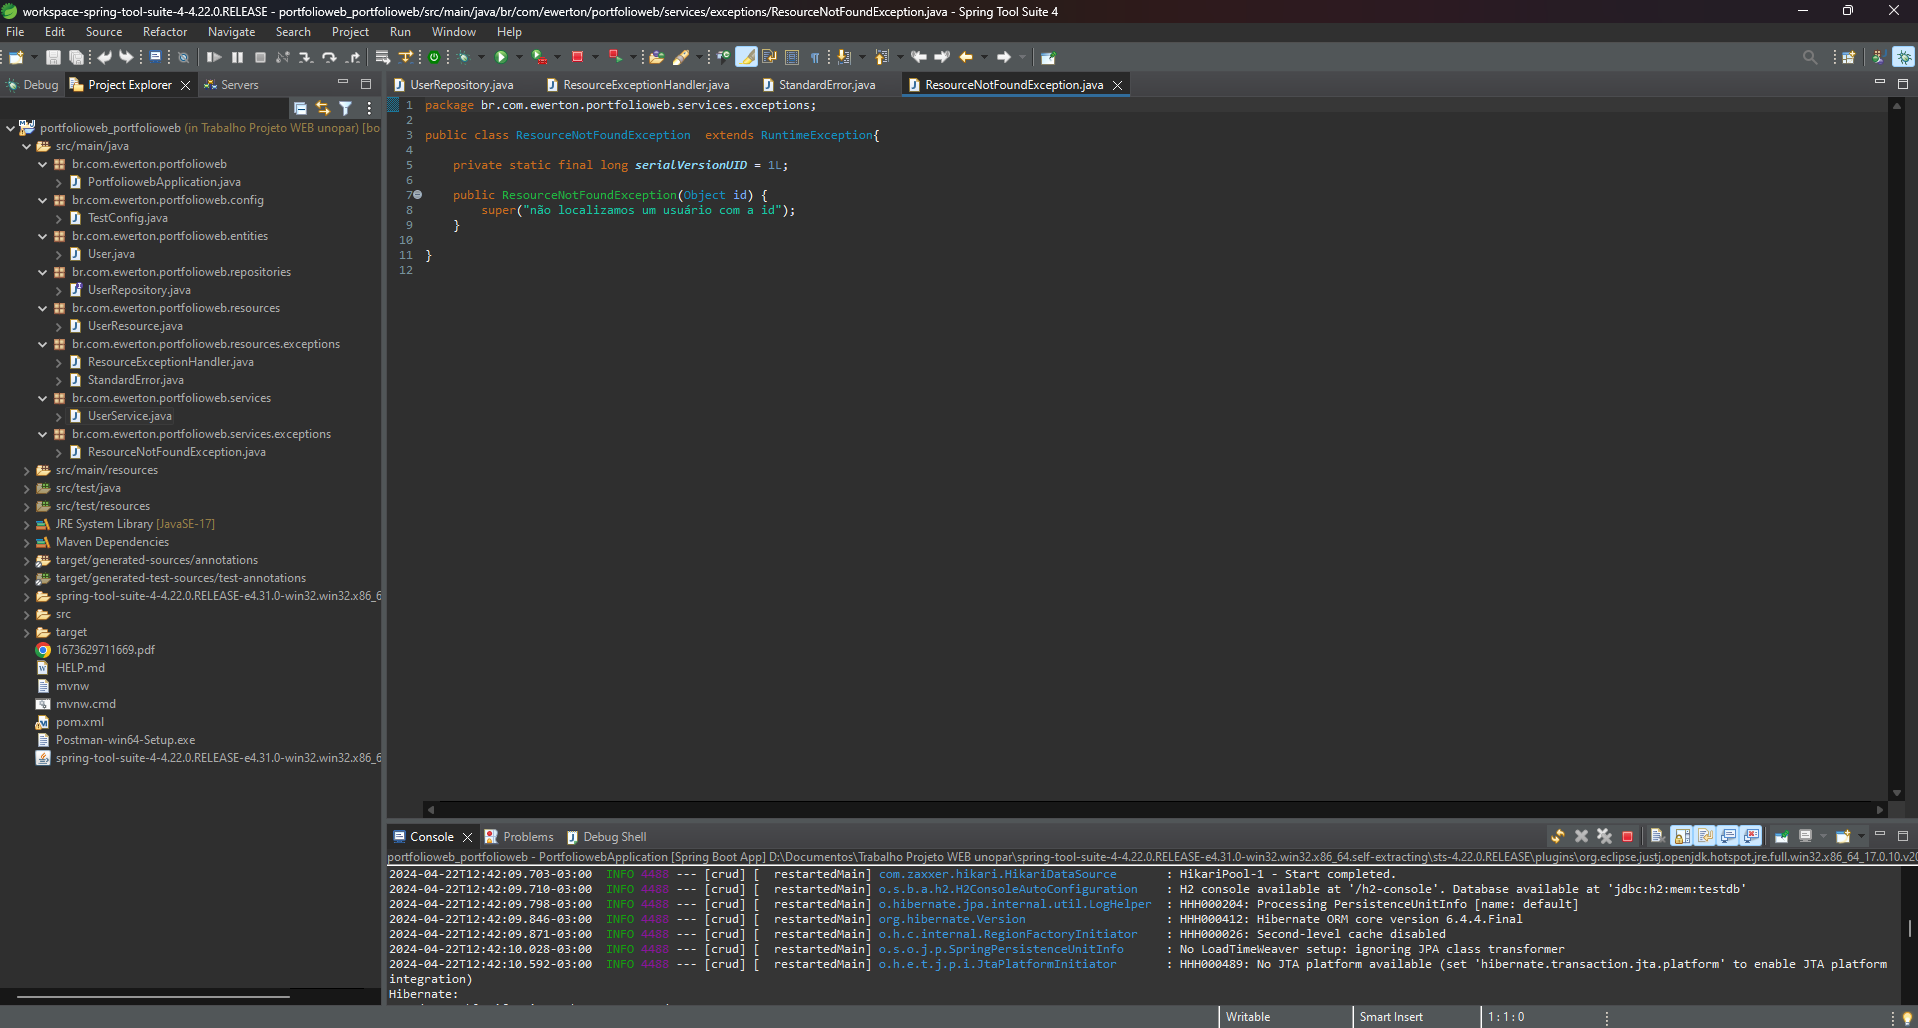 workspace-spring-tool-suite-4-4.22.0.RELEASE - portfolioweb_portfolioweb/src/main/java/br/com/ewerton/portfolioweb/services/exceptions/ResourceNotFoundException.java - Spring Tool Suite 4
File Edit Source Refactor Navigate Search Project Run Window Help
Debug Project Explorer Servers
UserRepository.java ResourceExceptionHandler.java StandardError.java ResourceNotFoundException.java
portfolioweb_portfolioweb (in Trabalho Projeto WEB unopar) [bo
src/main/java
br.com.ewerton.portfolioweb
PortfoliowebApplication.java
br.com.ewerton.portfolioweb.config
TestConfig.java
br.com.ewerton.portfolioweb.entities
User.java
br.com.ewerton.portfolioweb.repositories
UserRepository.java
br.com.ewerton.portfolioweb.resources
UserResource.java
br.com.ewerton.portfolioweb.resources.exceptions
ResourceExceptionHandler.java
StandardError.java
br.com.ewerton.portfolioweb.services
UserService.java
br.com.ewerton.portfolioweb.services.exceptions
ResourceNotFoundException.java
src/main/resources
src/test/java
src/test/resources
JRE System Library [JavaSE-17]
Maven Dependencies
target/generated-sources/annotations
target/generated-test-sources/test-annotations
spring-tool-suite-4-4.22.0.RELEASE-e4.31.0-win32.win32.x86_6
src
target
1673629711669.pdf
HELP.md
mvnw
mvnw.cmd
pom.xml
Postman-win64-Setup.exe
spring-tool-suite-4-4.22.0.RELEASE-e4.31.0-win32.win32.x86_6
1 package br.com.ewerton.portfolioweb.services.exceptions;
2
3 public class ResourceNotFoundException extends RuntimeException{
4
5 private static final long serialVersionUID = 1L;
6
7 public ResourceNotFoundException(Object id) {
8 super("não localizamos um usuário com a id");
9 }
10
11 }
12
Console Problems Debug Shell
portfolioweb_portfolioweb - PortfoliowebApplication [Spring Boot App] D:\Documentos\Trabalho Projeto WEB unopar\spring-tool-suite-4-4.22.0.RELEASE-e4.31.0-win32.win32.x86_64.self-extracting\sts-4.22.0.RELEASE\plugins\org.eclipse.justj.openjdk.hotspot.jre.full.win32.x86_64_17.0.10.v20
2024-04-22T12:42:09.703-03:00 INFO 4488 --- [crud] [ restartedMain] com.zaxxer.hikari.HikariDataSource : HikariPool-1 - Start completed.
2024-04-22T12:42:09.710-03:00 INFO 4488 --- [crud] [ restartedMain] o.s.b.a.h2.H2ConsoleAutoConfiguration : H2 console available at '/h2-console'. Database available at 'jdbc:h2:mem:testdb'
2024-04-22T12:42:09.798-03:00 INFO 4488 --- [crud] [ restartedMain] o.hibernate.jpa.internal.util.LogHelper : HHH000204: Processing PersistenceUnitInfo [name: default]
2024-04-22T12:42:09.846-03:00 INFO 4488 --- [crud] [ restartedMain] org.hibernate.Version : HHH000412: Hibernate ORM core version 6.4.4.Final
2024-04-22T12:42:09.871-03:00 INFO 4488 --- [crud] [ restartedMain] o.h.c.internal.RegionFactoryInitiator : HHH000026: Second-level cache disabled
2024-04-22T12:42:10.028-03:00 INFO 4488 --- [crud] [ restartedMain] o.s.o.j.p.SpringPersistenceUnitInfo : No LoadTimeWeaver setup: ignoring JPA class transformer
2024-04-22T12:42:10.592-03:00 INFO 4488 --- [crud] [ restartedMain] o.h.e.t.j.p.i.JtaPlatformInitiator : HHH000489: No JTA platform available (set 'hibernate.transaction.jta.platform' to enable JTA platform
integration)
Hibernate:
Writable Smart Insert 1 : 1 : 0